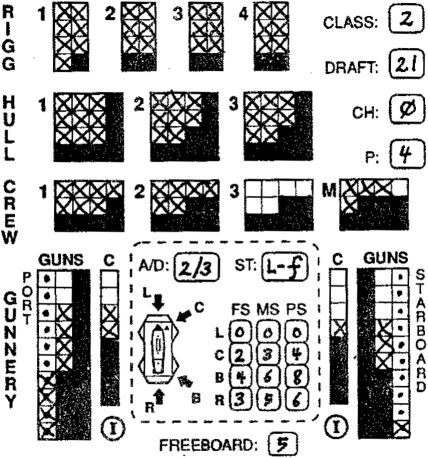 RIGG 1 2 3 4
CLASS: 2
DRAFT: 21
HULL 1 2 3
CH: Ø
P: 4
CREW 1 2 3 M
GUNS C
PORT
GUNNERY
I
A/D: 2/3 ST: L-f
L
C
B
R
FS MS PS
L 0 0 0
C 2 3 4
B 4 6 8
R 3 5 6
FREEBOARD: 5
C GUNS
STARBOARD
I